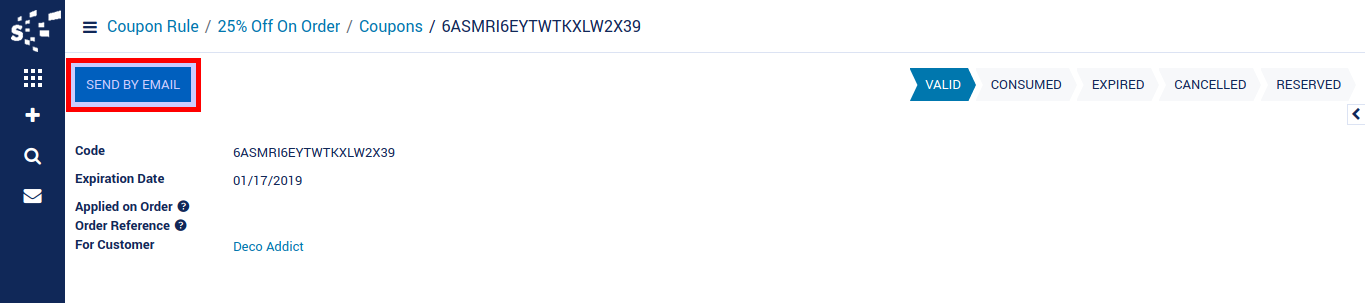 Coupon Rule / 25% Off On Order / Coupons / 6ASMRI6EYTWTKXLW2X39
SEND BY EMAIL
VALID CONSUMED EXPIRED CANCELLED RESERVED
Code 6ASMRI6EYTWTKXLW2X39
Expiration Date 01/17/2019
Applied on Order ?
Order Reference ?
For Customer Deco Addict